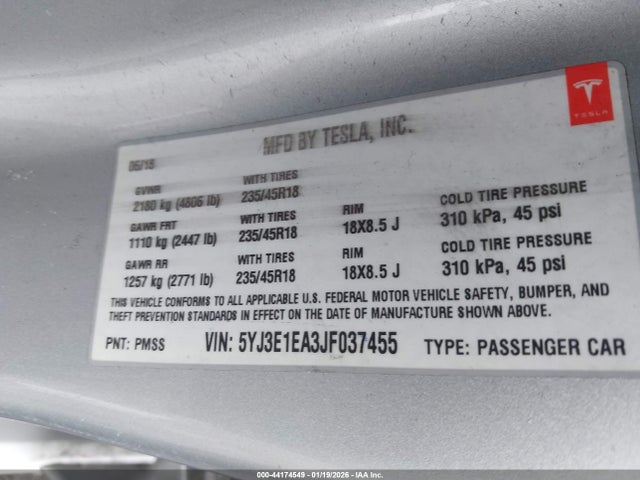 TESLA
MFD BY TESLA, INC.
06/18
GVWR WITH TIRES
2180 kg (4806 lb) 235/45R18
GAWR FRT WITH TIRES RIM COLD TIRE PRESSURE
1110 kg (2447 lb) 235/45R18 18X8.5 J 310 kPa, 45 psi
GAWR RR WITH TIRES RIM COLD TIRE PRESSURE
1257 kg (2771 lb) 235/45R18 18X8.5 J 310 kPa, 45 psi
THIS VEHICLE CONFORMS TO ALL APPLICABLE U.S. FEDERAL MOTOR VEHICLE SAFETY, BUMPER, AND
THEFT PREVENTION STANDARDS IN EFFECT ON THE DATE OF MANUFACTURE SHOWN ABOVE.
PNT: PMSS VIN: 5YJ3E1EA3JF037455 TYPE: PASSENGER CAR
000-44174549 | 01/19/2026 - IAAI.COM